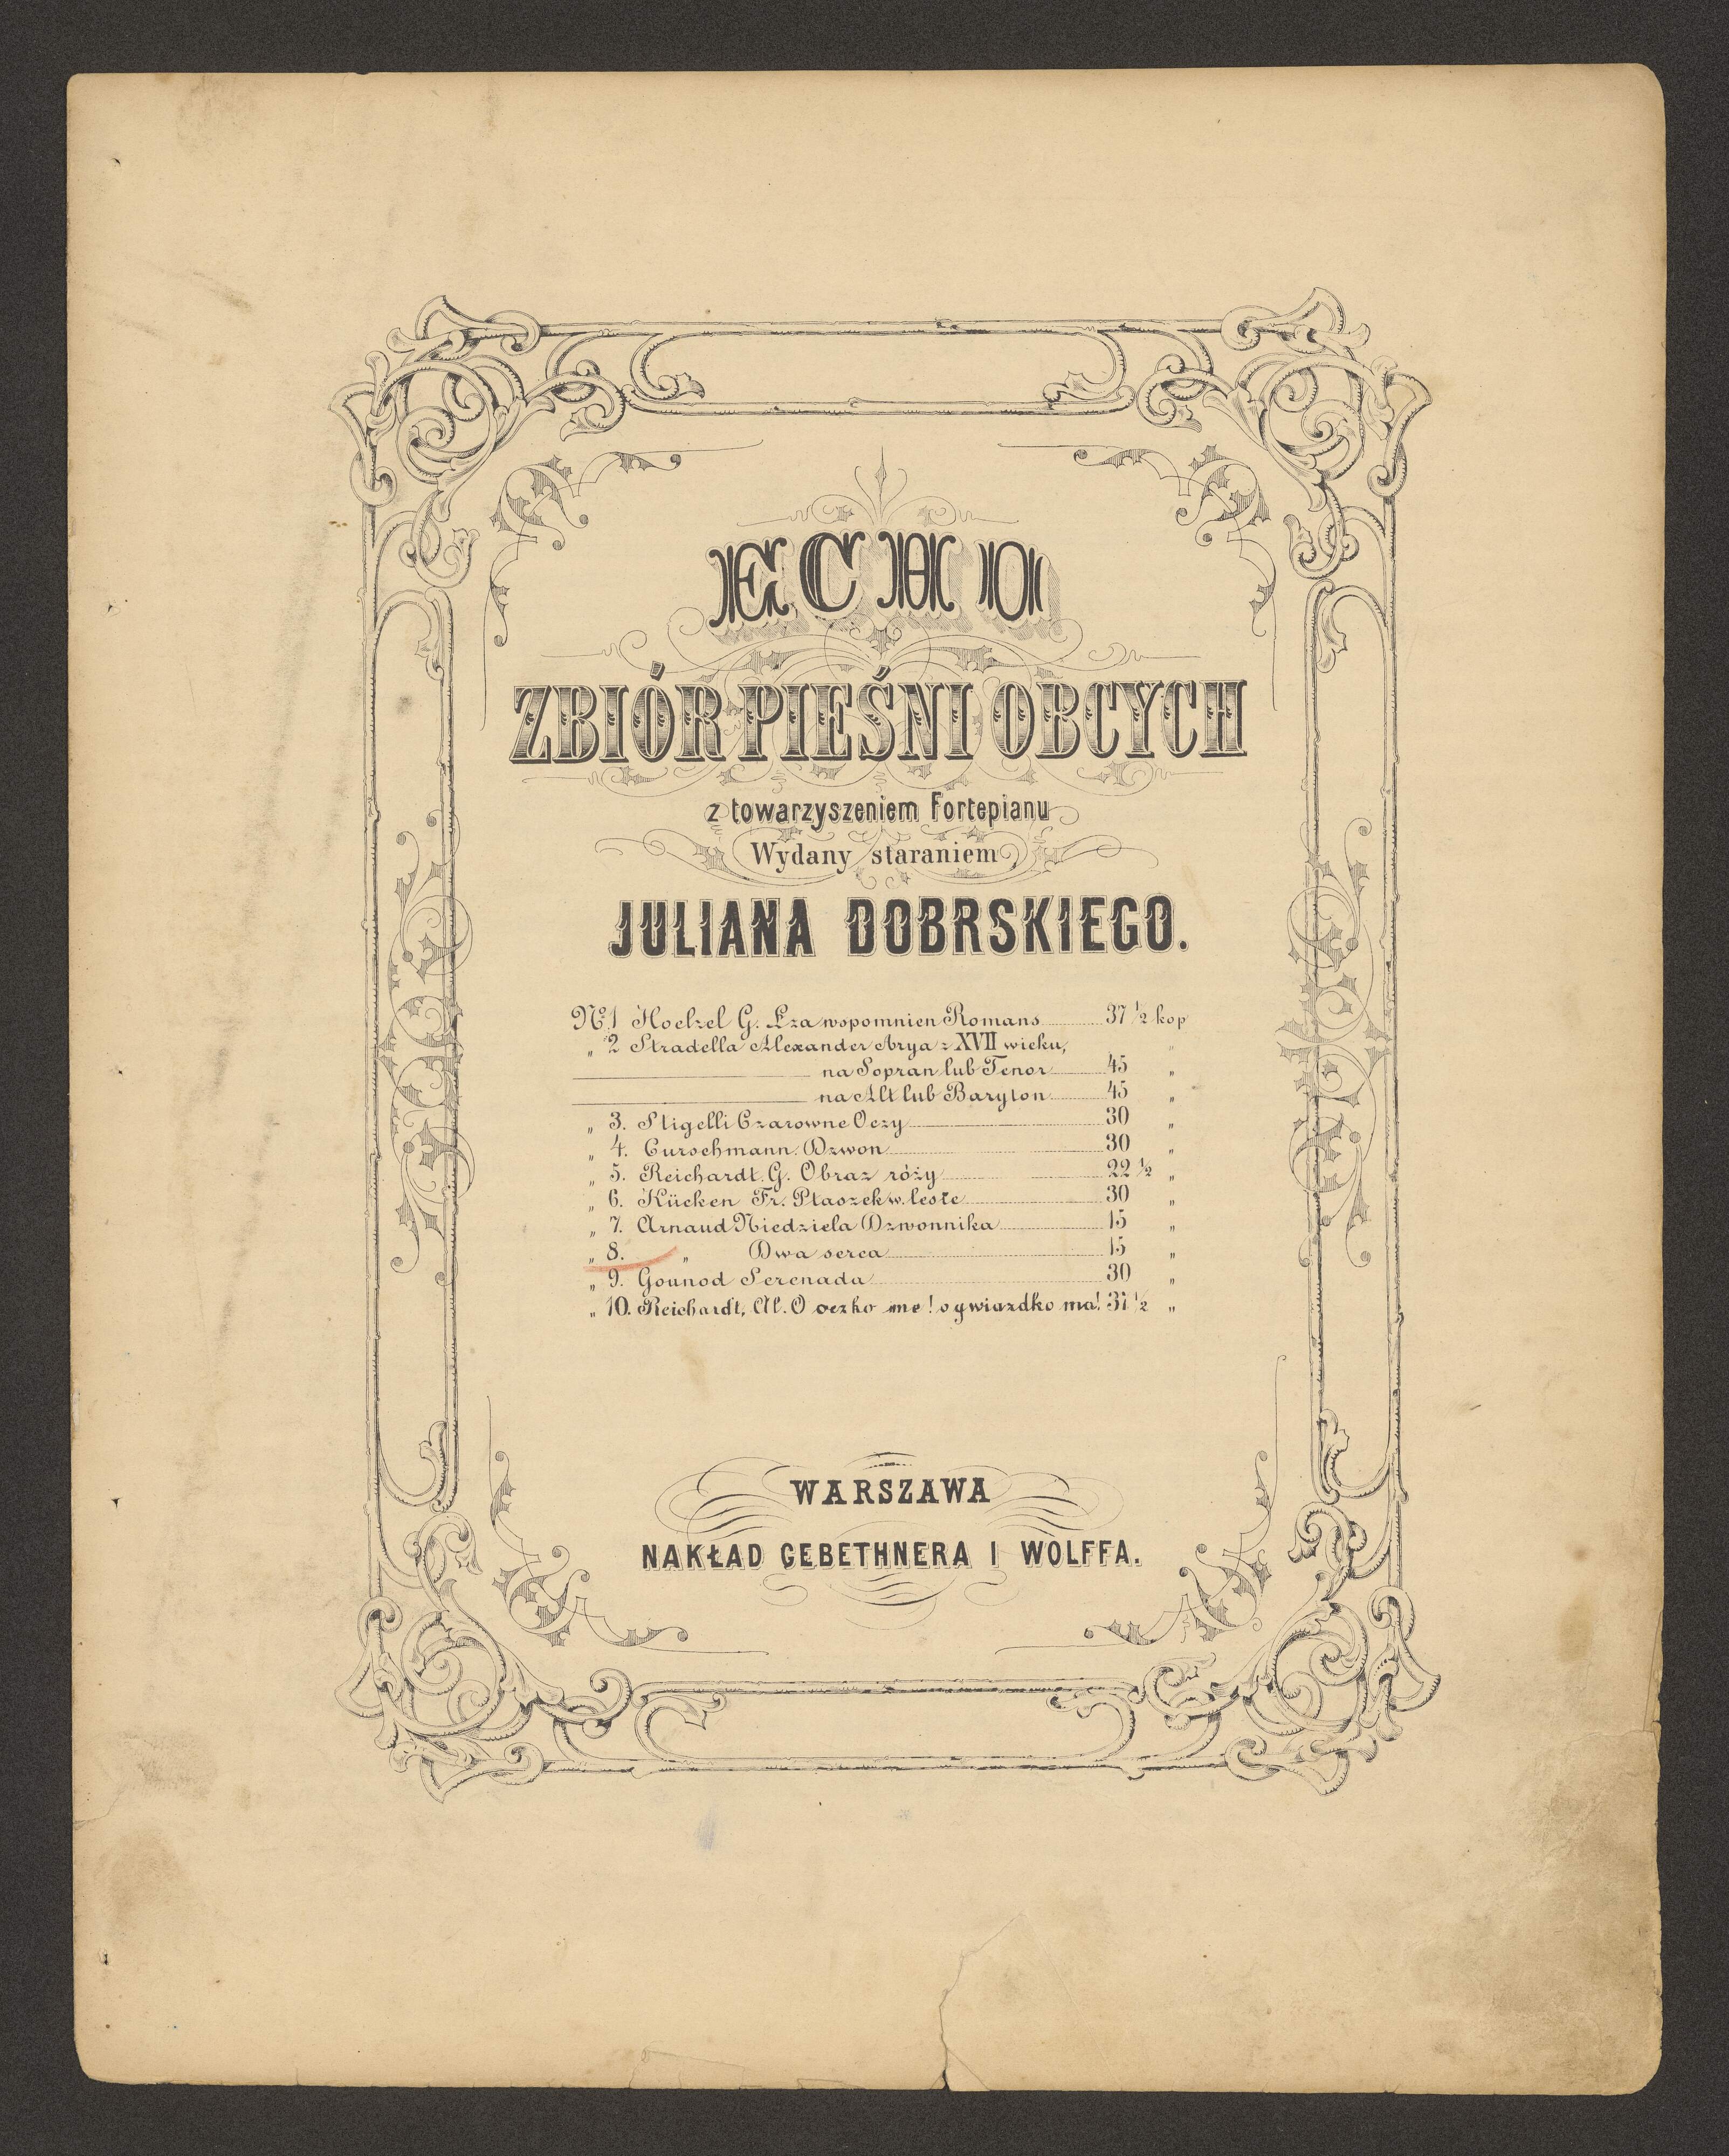 ECHO
ZBIÓR PIEŚNI OBCYCH
z towarzyszeniem Fortepianu
Wydany staraniem
JULIANA DOBRSKIEGO.
No. 1 Hoelzel G. Łza wspomnien Romans 37 1/2 kop
„ 2 Stradella Alexander Arya z XVII wieku, „
na Sopran lub Tenor 45 „
na Alt lub Baryton 45 „
„ 3. Stigelli Czarowne Oczy 30 „
„ 4. Curschmann. Dzwon 30 „
„ 5. Reichardt. G. Obraz róży 22 1/2 „
„ 6. Kücken Fr. Ptaszek w lesie 30 „
„ 7. Arnaud Niedziela Dzwonnika 15 „
„ 8. „ Dwa serca 15 „
„ 9. Gounod Serenada 30 „
„ 10. Reichardt, Al. O oczko me! o gwiazdko ma! 37 1/2 „
WARSZAWA
NAKŁAD GEBETHNERA I WOLFFA.